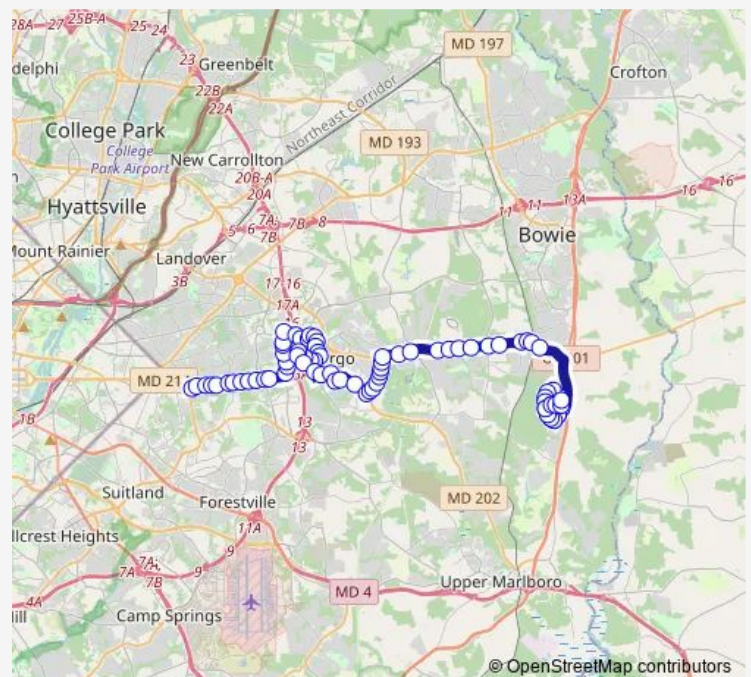 28A 27 25B-A 25-24
MD 197
23
delphi
Greenbelt
Crofton
22B
22A
Northeast Corridor
College Park
College
Park Airport
MD 193
New Carrollton
20B-A
20A
13A
16
16
Hyattsville
7A
7B
5
6
7B
8
11
11
Mount Rainier
Bowie
Landover
3B
17-16
17A
16
rgo
01
MD 21
1B
13
13
Suitland
Forestville
MD 202
11A
llcrest Heights
9
7A
7B
9
4A
MD 4
Upper Marlboro
ill
Camp Springs
© OpenStreetMap contributors